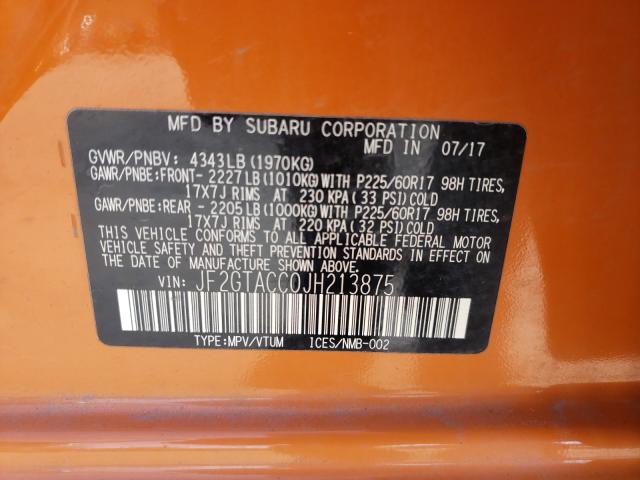 MFD BY SUBARU CORPORATION
MFD IN 07/17
GVWR/PNBV: 4343LB (1970KG)
GAWR/PNBE:FRONT- 2227LB (1010KG) WITH P225/60R17 98H TIRES,
17X7J RIMS AT 230 KPA (33 PSI) COLD
GAWR/PNBE:REAR - 2205LB (1000KG) WITH P225/60R17 98H TIRES,
17X7J RIMS AT 220 KPA (32 PSI) COLD
THIS VEHICLE CONFORMS TO ALL APPLICABLE FEDERAL MOTOR
VEHICLE SAFETY AND THEFT PREVENTION STANDARDS IN EFFECT
ON THE DATE OF MANUFACTURE SHOWN ABOVE.
VIN: JF2GTACC0JH213875
TYPE:MPV/VTUM ICES/NMB-002